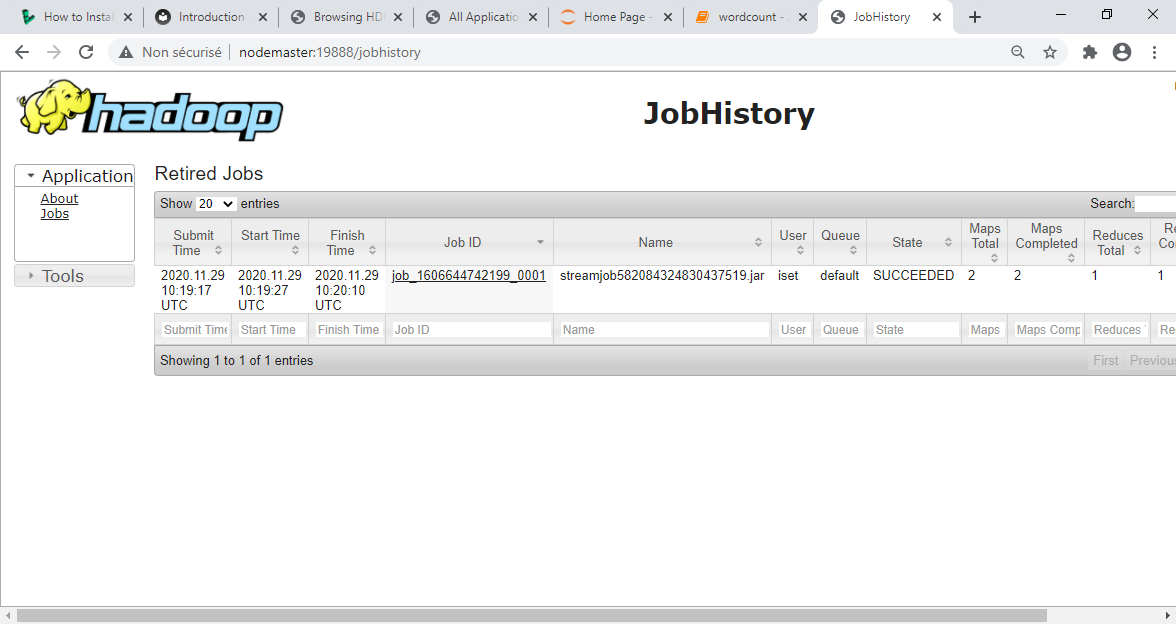 How to Instal
Introduction
Browsing HD
All Applicatio
Home Page -
wordcount -
JobHistory
Non sécurisé nodemaster:19888/jobhistory
hadoop
JobHistory
Application
About
Jobs
Tools
Retired Jobs
Show 20 entries Search:
Submit Time Start Time Finish Time Job ID Name User Queue State Maps Total Maps Completed Reduces Total Re Co
2020.11.29 10:19:17 UTC 2020.11.29 10:19:27 UTC 2020.11.29 10:20:10 UTC job_1606644742199_0001 streamjob582084324830437519.jar iset default SUCCEEDED 2 2 1 1
Submit Time Start Time Finish Time Job ID Name User Queue State Maps Maps Comp Reduces Re
Showing 1 to 1 of 1 entries First Previous